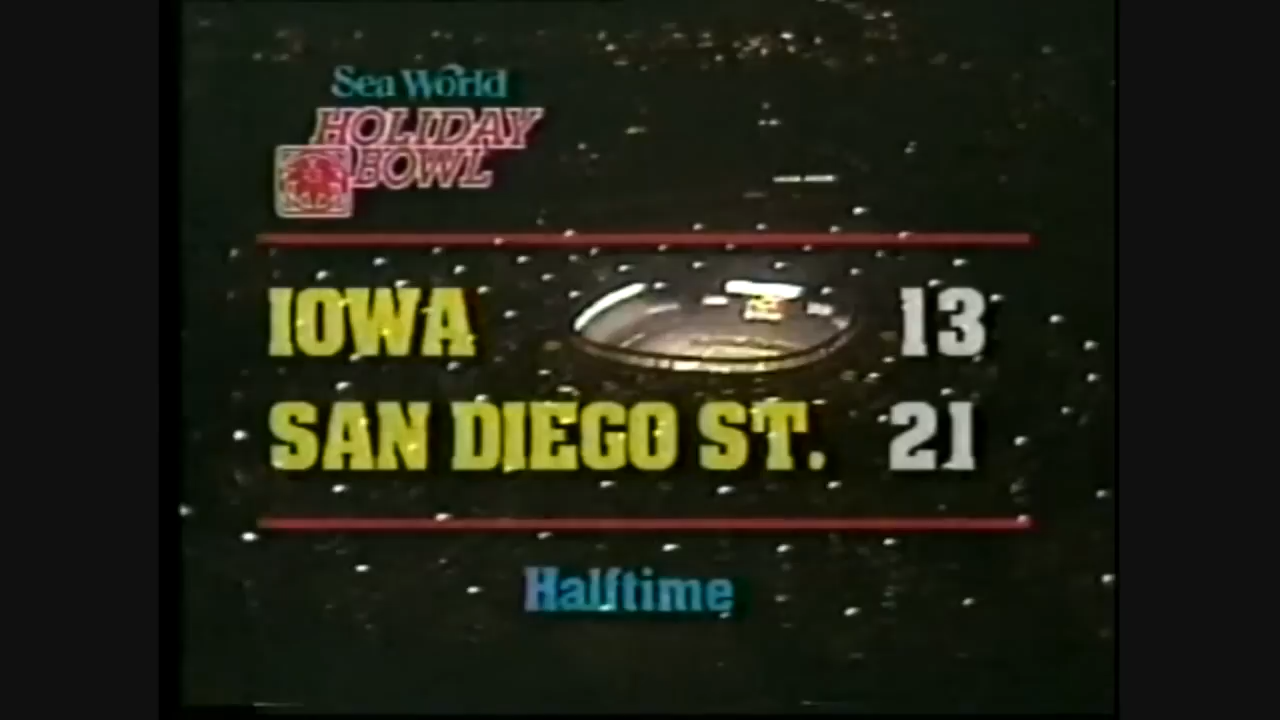 Sea World
HOLIDAY
BOWL
IOWA 13
SAN DIEGO ST. 21
Halftime